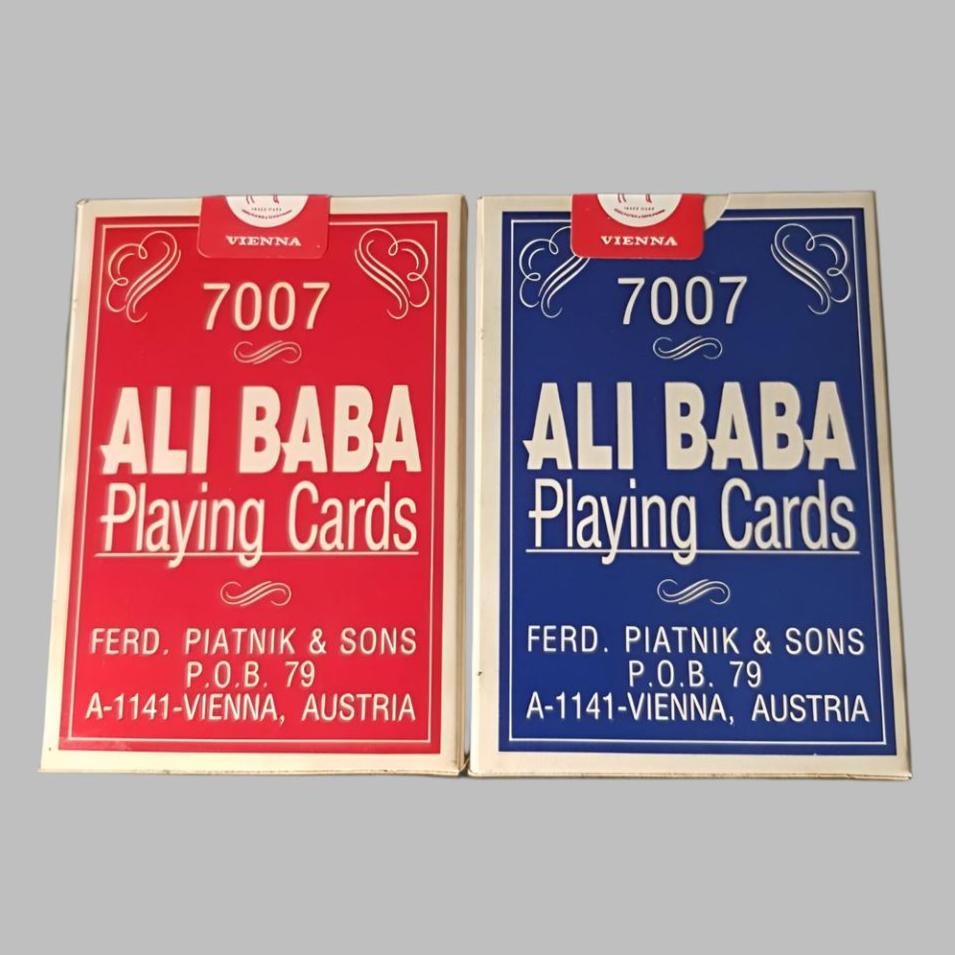 VIENNA
7007
ALI BABA
Playing Cards
FERD. PIATNIK & SONS
P.O.B. 79
A-1141-VIENNA, AUSTRIA
VIENNA
7007
ALI BABA
Playing Cards
FERD. PIATNIK & SONS
P.O.B. 79
A-1141-VIENNA, AUSTRIA